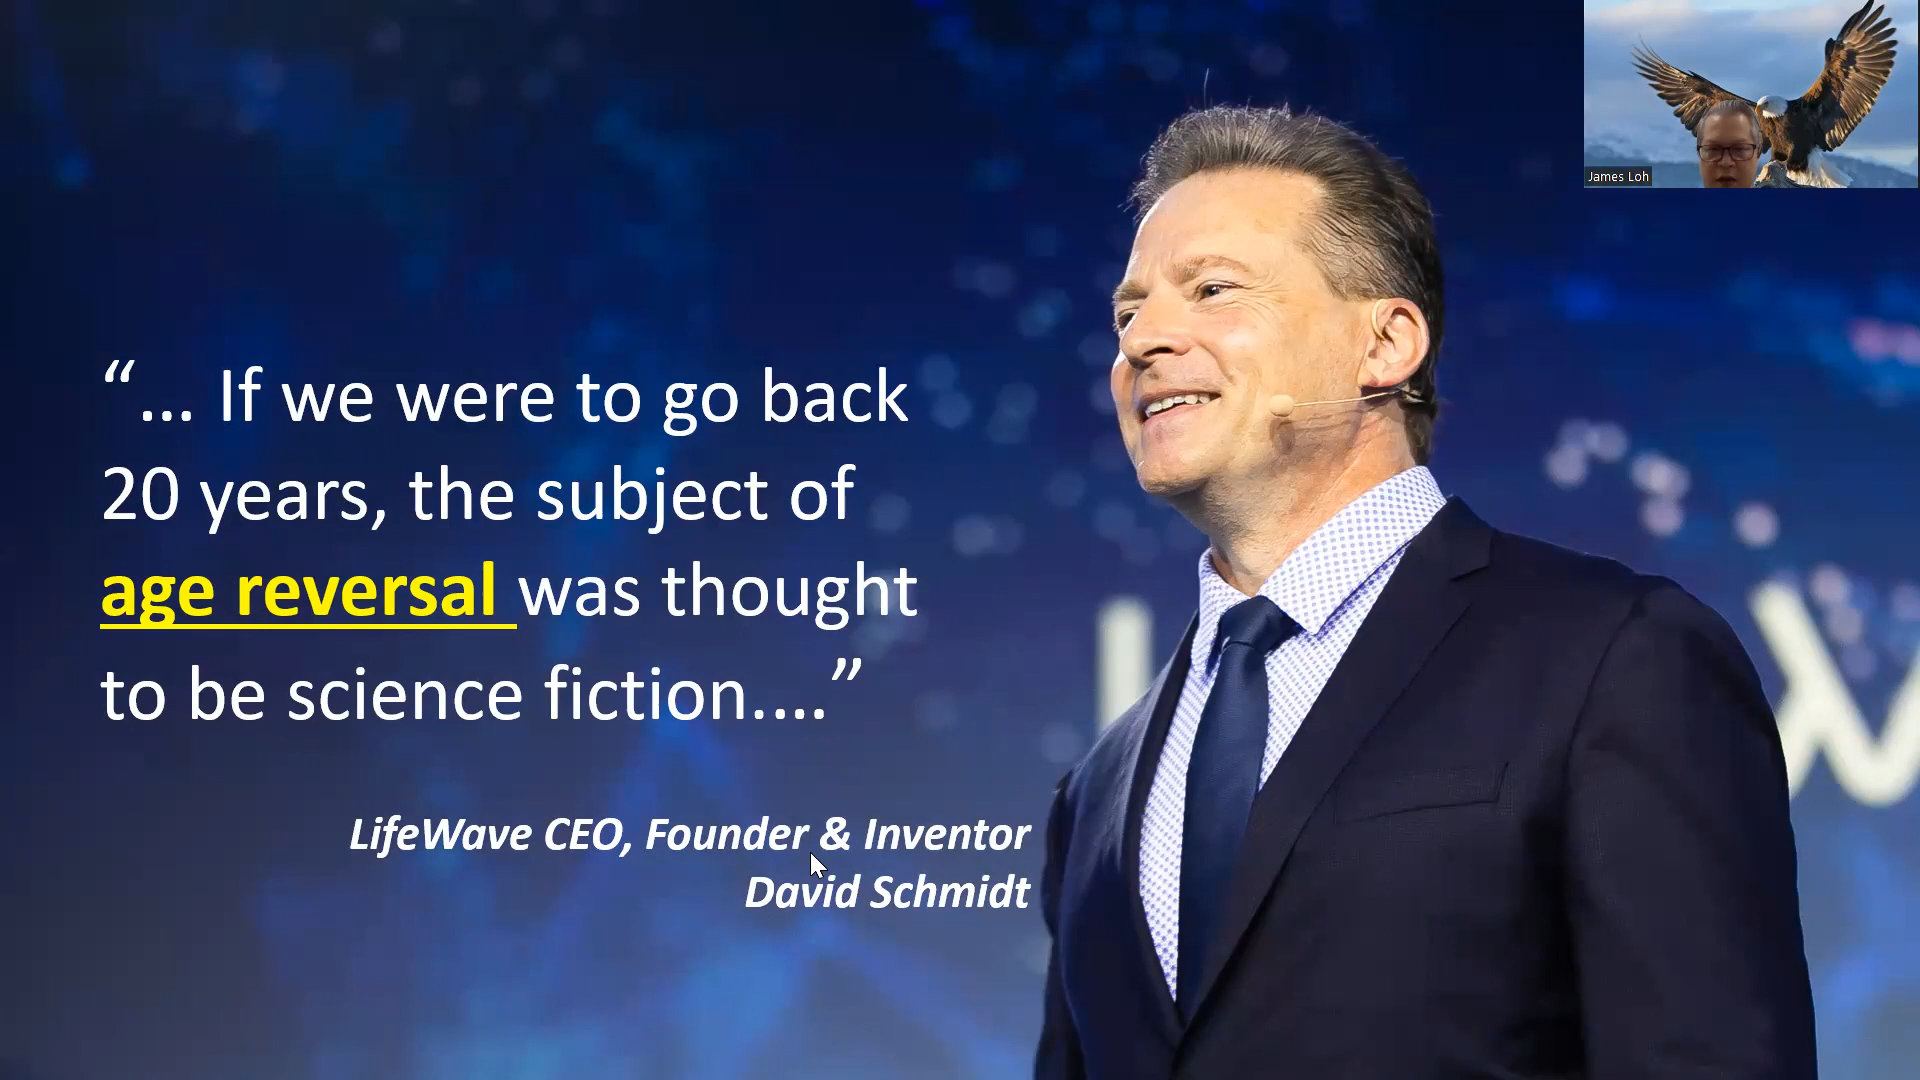 James Loh
“... If we were to go back
20 years, the subject of
age reversal was thought
to be science fiction....”
LifeWave CEO, Founder & Inventor
David Schmidt